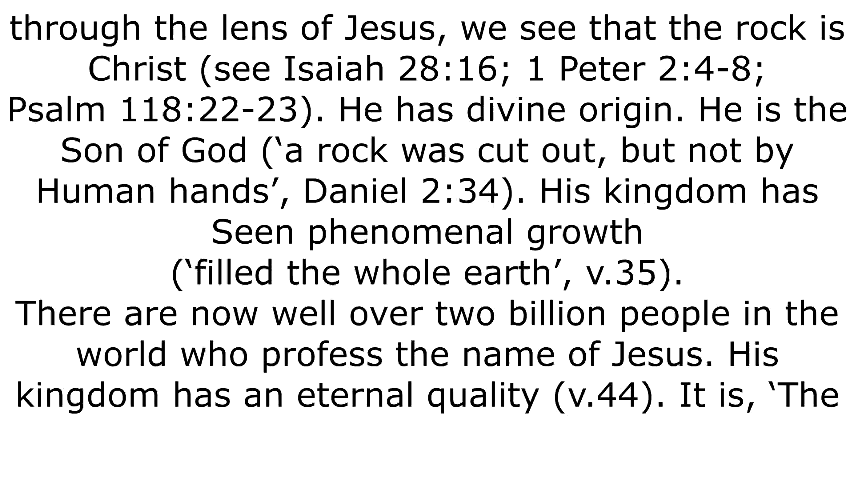 through the lens of Jesus, we see that the rock is
Christ (see Isaiah 28:16; 1 Peter 2:4-8;
Psalm 118:22-23). He has divine origin. He is the
Son of God (‘a rock was cut out, but not by
Human hands’, Daniel 2:34). His kingdom has
Seen phenomenal growth
(‘filled the whole earth’, v.35).
There are now well over two billion people in the
world who profess the name of Jesus. His
kingdom has an eternal quality (v.44). It is, ‘The